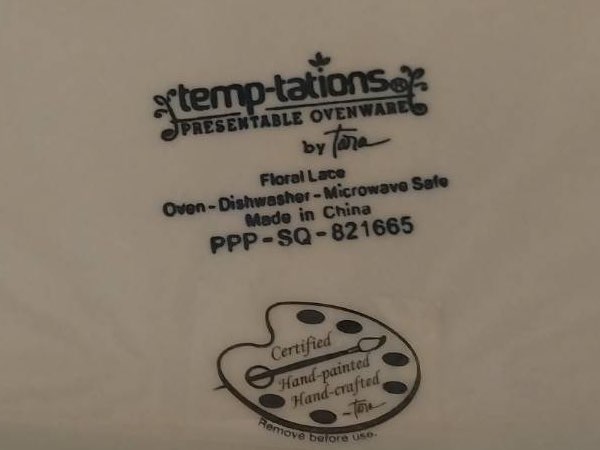 temp-tations®
PRESENTABLE OVENWARE
by Tara
Floral Lace
Oven-Dishwasher-Microwave Safe
Made in China
PPP-SQ-821665
Certified
Hand-painted
Hand-crafted
-Tara
Remove before use.